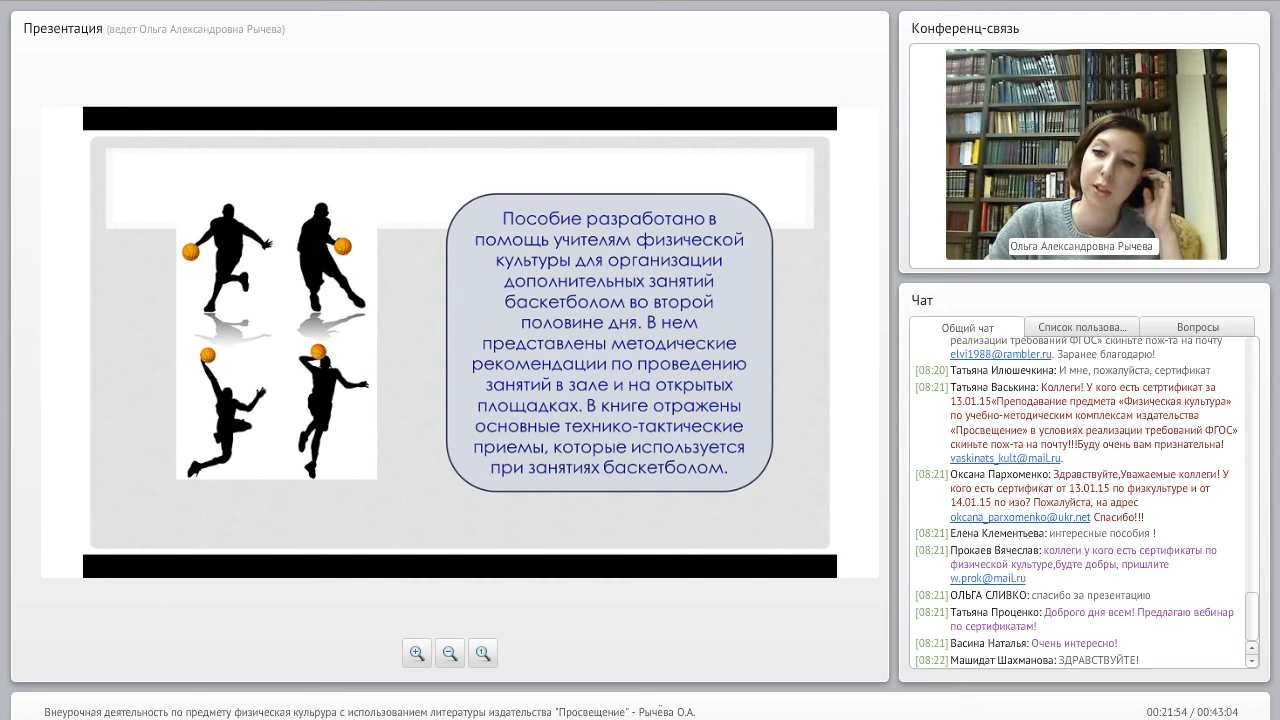 Презентация (ведет Ольга Александровна Рычева)
Пособие разработано в
помощь учителям физической
культуры для организации
дополнительных занятий
баскетболом во второй
половине дня. В нем
представлены методические
рекомендации по проведению
занятий в зале и на открытых
площадках. В книге отражены
основные технико-тактические
приемы, которые используется
при занятиях баскетболом.
Конференц-связь
Ольга Александровна Рычева
Чат
Общий чат
Список пользова...
Вопросы
реализации требований ФГОС» скиньте пож-та на почту
elvi1988@rambler.ru. Заранее благодарю!
[08:20] Татьяна Илюшечкина: И мне, пожалуйста, сертификат
[08:21] Татьяна Васькина: Коллеги! У кого есть сетртификат за
13.01.15«Преподавание предмета «Физическая культура»
по учебно-методическим комплексам издательства
«Просвещение» в условиях реализации требований ФГОС»
скиньте пож-та на почту!!!Буду очень вам признательна!
vaskinats_kult@mail.ru.
[08:21] Оксана Пархоменко: Здравствуйте,Уважаемые коллеги! У
кого есть сертификат от 13.01.15 по физкультуре и от
14.01.15 по изо? Пожалуйста, на адрес
okcana_parxomenko@ukr.net Спасибо!!!
[08:21] Елена Клементьева: интересные пособия !
[08:21] Прокаев Вячеслав: коллеги у кого есть сертификаты по
физической культуре,будте добры, пришлите
w.prok@mail.ru
[08:21] ОЛЬГА СЛИВКО: спасибо за презентацию
[08:21] Татьяна Проценко: Доброго дня всем! Предлагаю вебинар
по сертификатам!
[08:21] Васина Наталья: Очень интересно!
[08:22] Машидат Шахманова: ЗДРАВСТВУЙТЕ!
Внеурочная деятельность по предмету физическая кульрура с использованием литературы издательства "Просвещение" - Рычёва О.А.
00:21:54 / 00:43:04